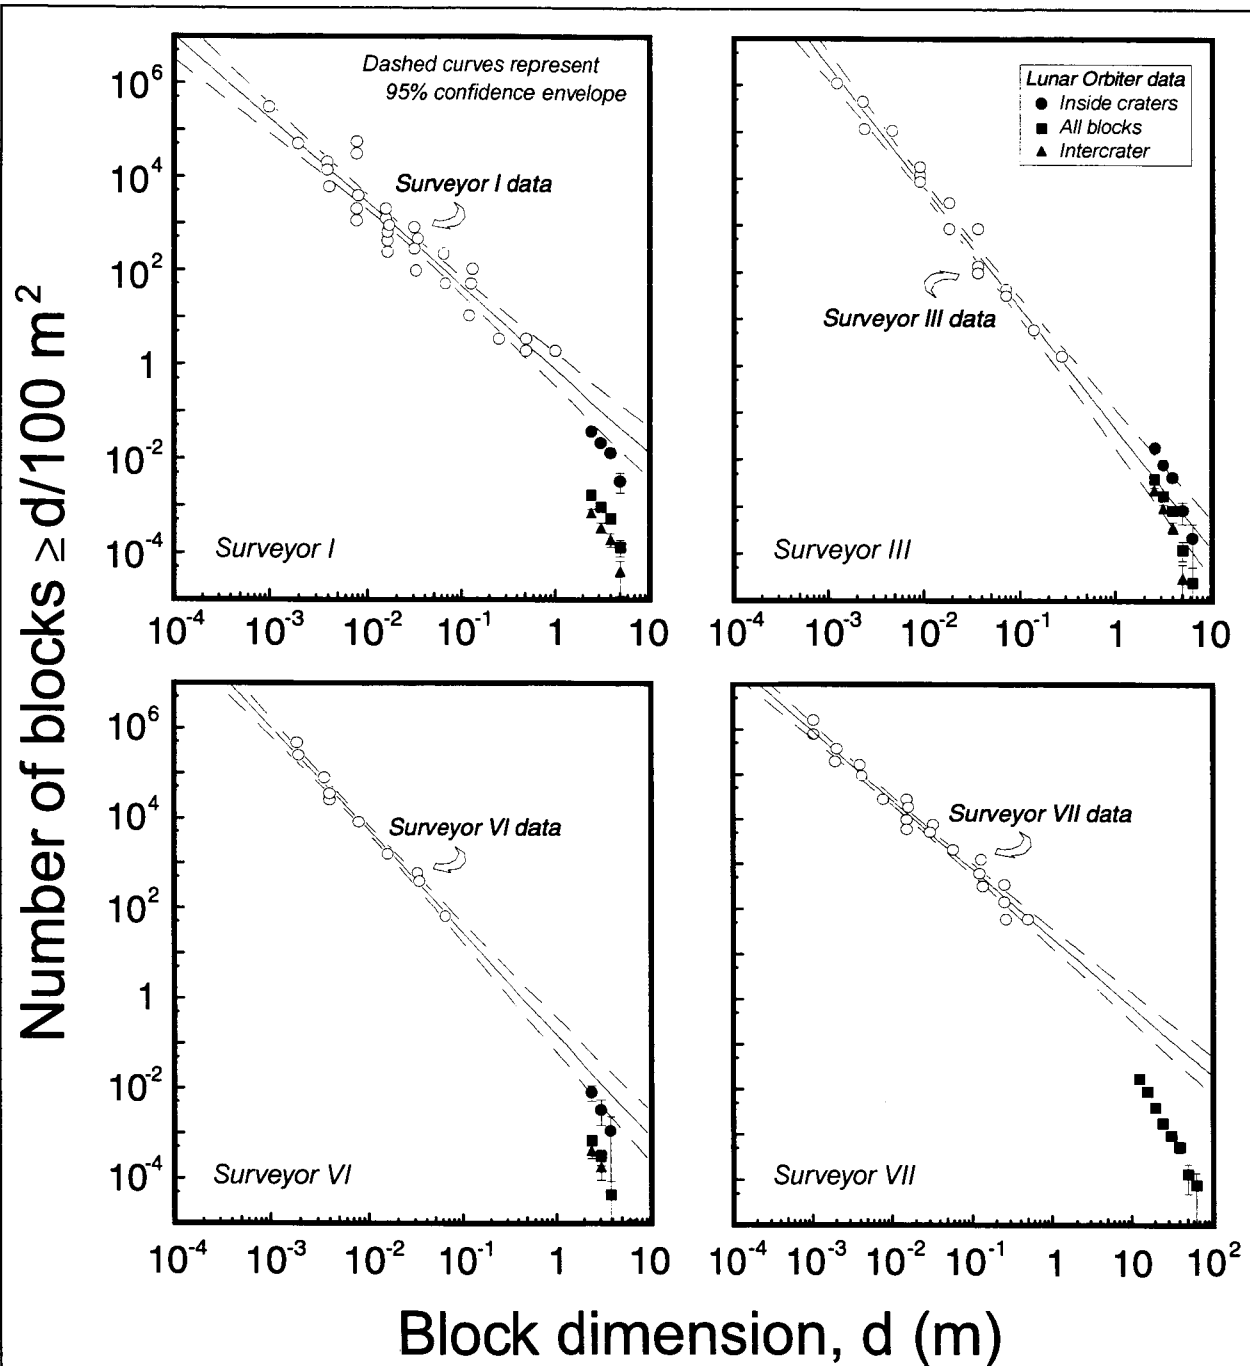 Number of blocks ≥ d/100 m²
Dashed curves represent
95% confidence envelope
Surveyor I data
Surveyor I
10⁶
10⁴
10²
1
10⁻²
10⁻⁴
10⁻⁴ 10⁻³ 10⁻² 10⁻¹ 1 10
Lunar Orbiter data
Inside craters
All blocks
Intercrater
Surveyor III data
Surveyor III
10⁻⁴ 10⁻³ 10⁻² 10⁻¹ 1 10
Surveyor VI data
Surveyor VI
10⁶
10⁴
10²
1
10⁻²
10⁻⁴
10⁻⁴ 10⁻³ 10⁻² 10⁻¹ 1 10
Surveyor VII data
Surveyor VII
10⁻⁴ 10⁻³ 10⁻² 10⁻¹ 1 10 10²
Block dimension, d (m)